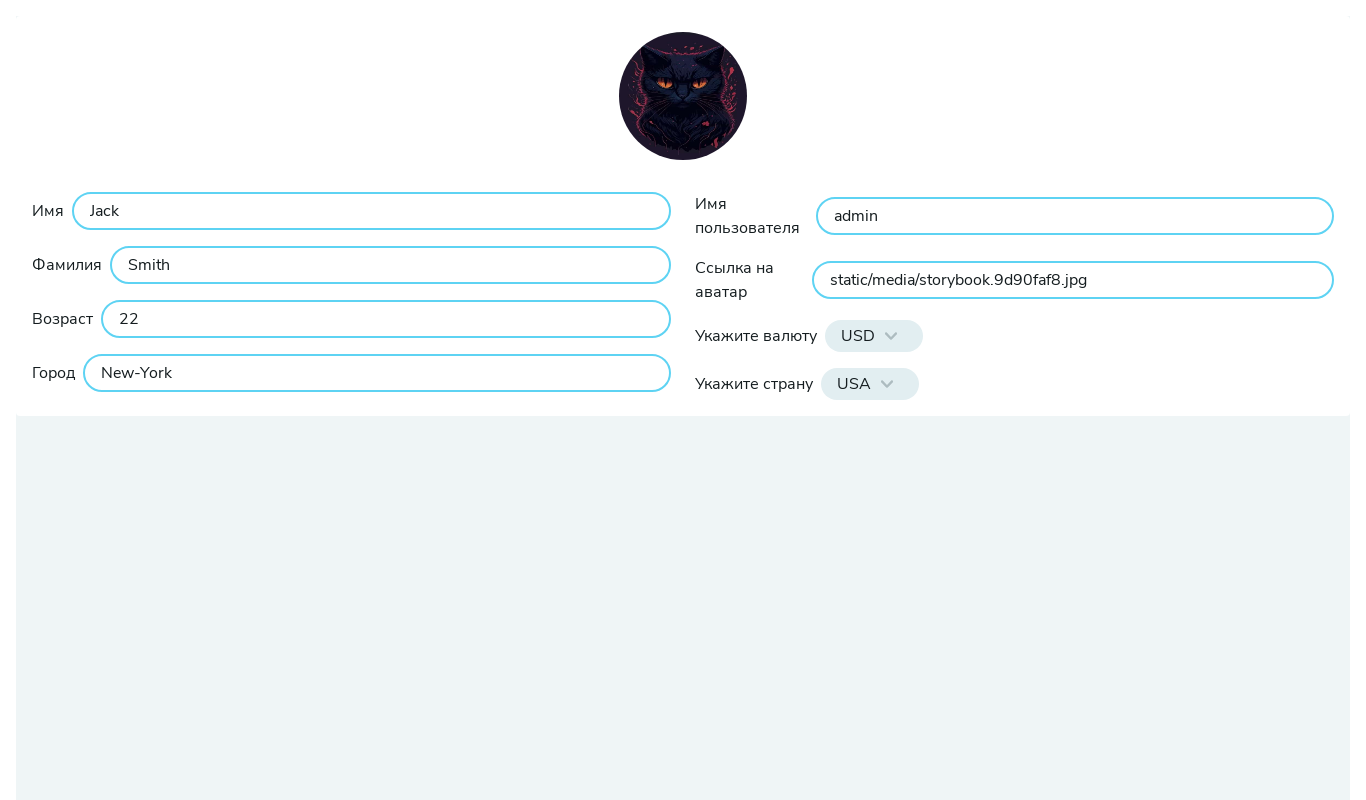 Имя
Jack
Фамилия
Smith
Возраст
22
Город
New-York
Имя
пользователя
admin
Ссылка на
аватар
static/media/storybook.9d90faf8.jpg
Укажите валюту
USD
Укажите страну
USA